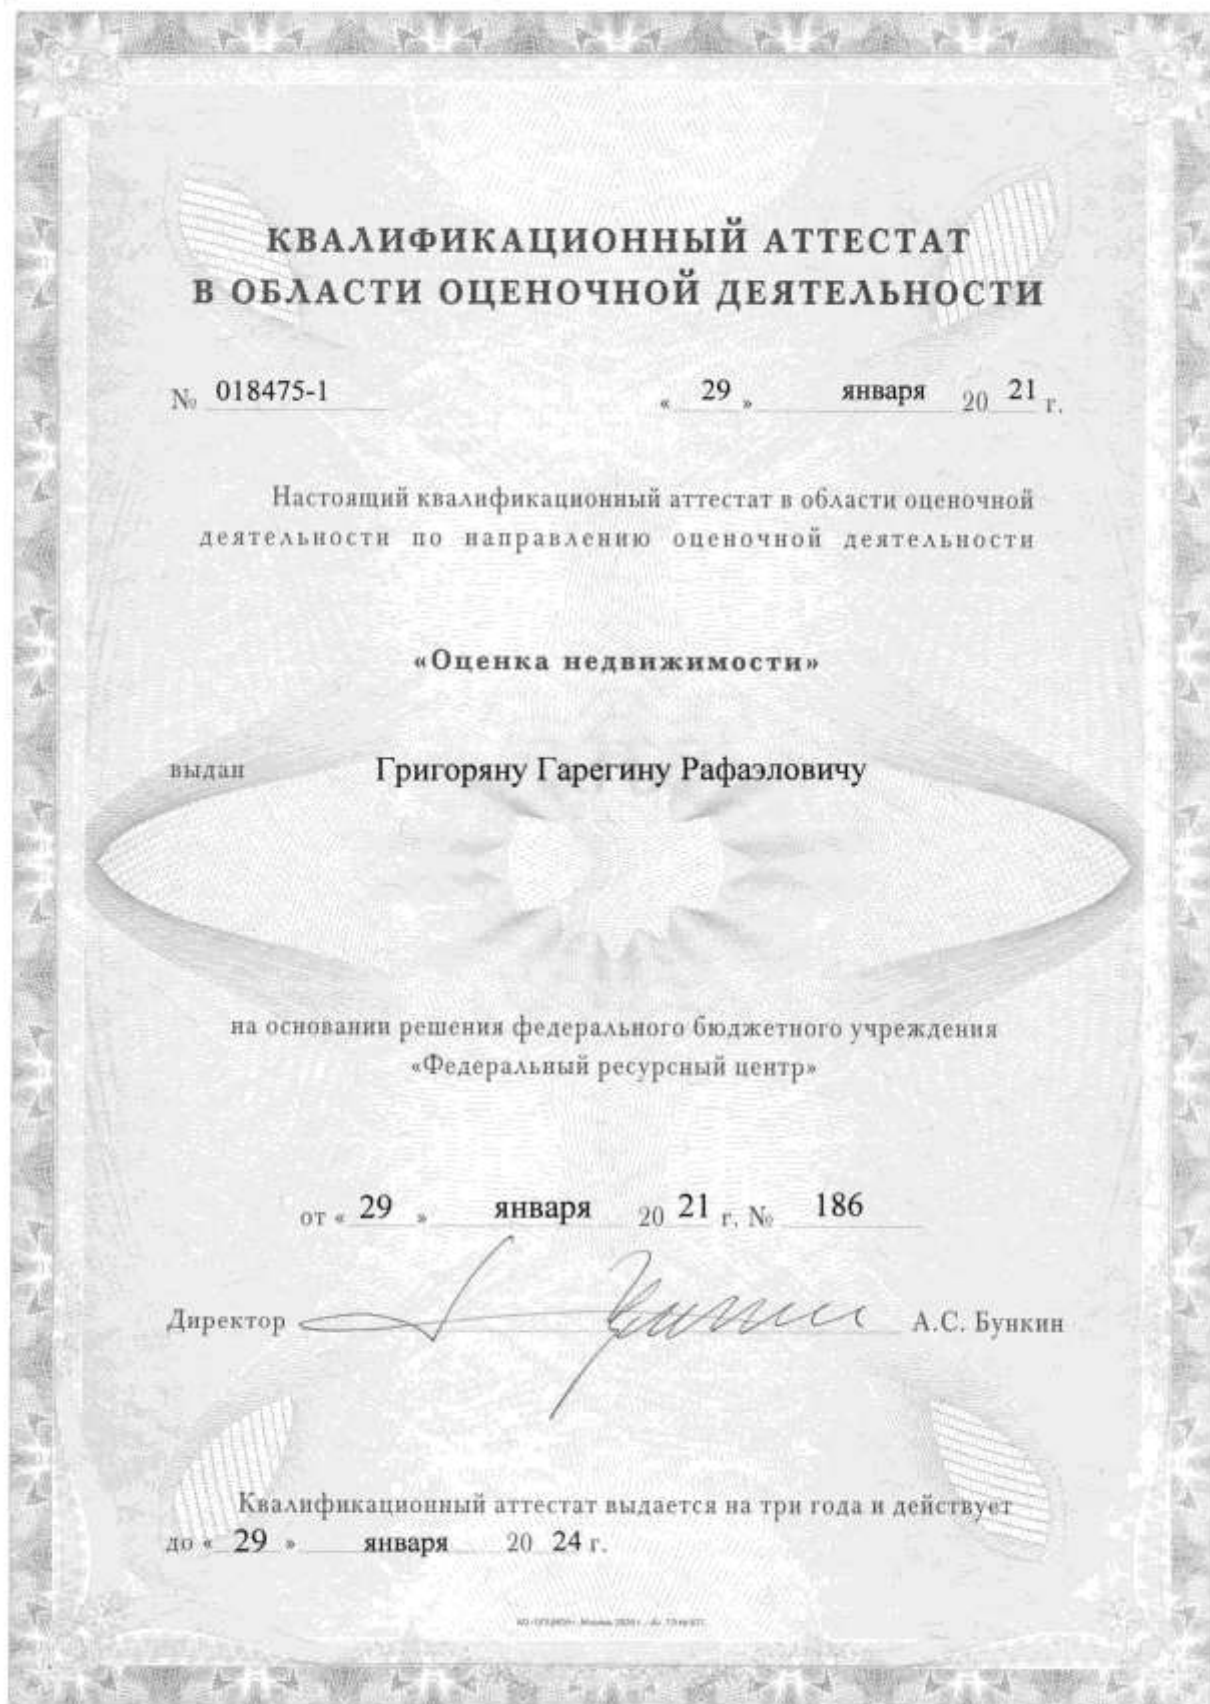 КВАЛИФИКАЦИОННЫЙ АТТЕСТАТ
В ОБЛАСТИ ОЦЕНОЧНОЙ ДЕЯТЕЛЬНОСТИ
№ 018475-1 « 29 » января 20 21 г.
Настоящий квалификационный аттестат в области оценочной
деятельности по направлению оценочной деятельности
«Оценка недвижимости»
выдан Григоряну Гарегину Рафаэловичу
на основании решения федерального бюджетного учреждения
«Федеральный ресурсный центр»
от « 29 » января 20 21 г. № 186
Директор А.С. Бункин
Квалификационный аттестат выдается на три года и действует
до « 29 » января 20 24 г.